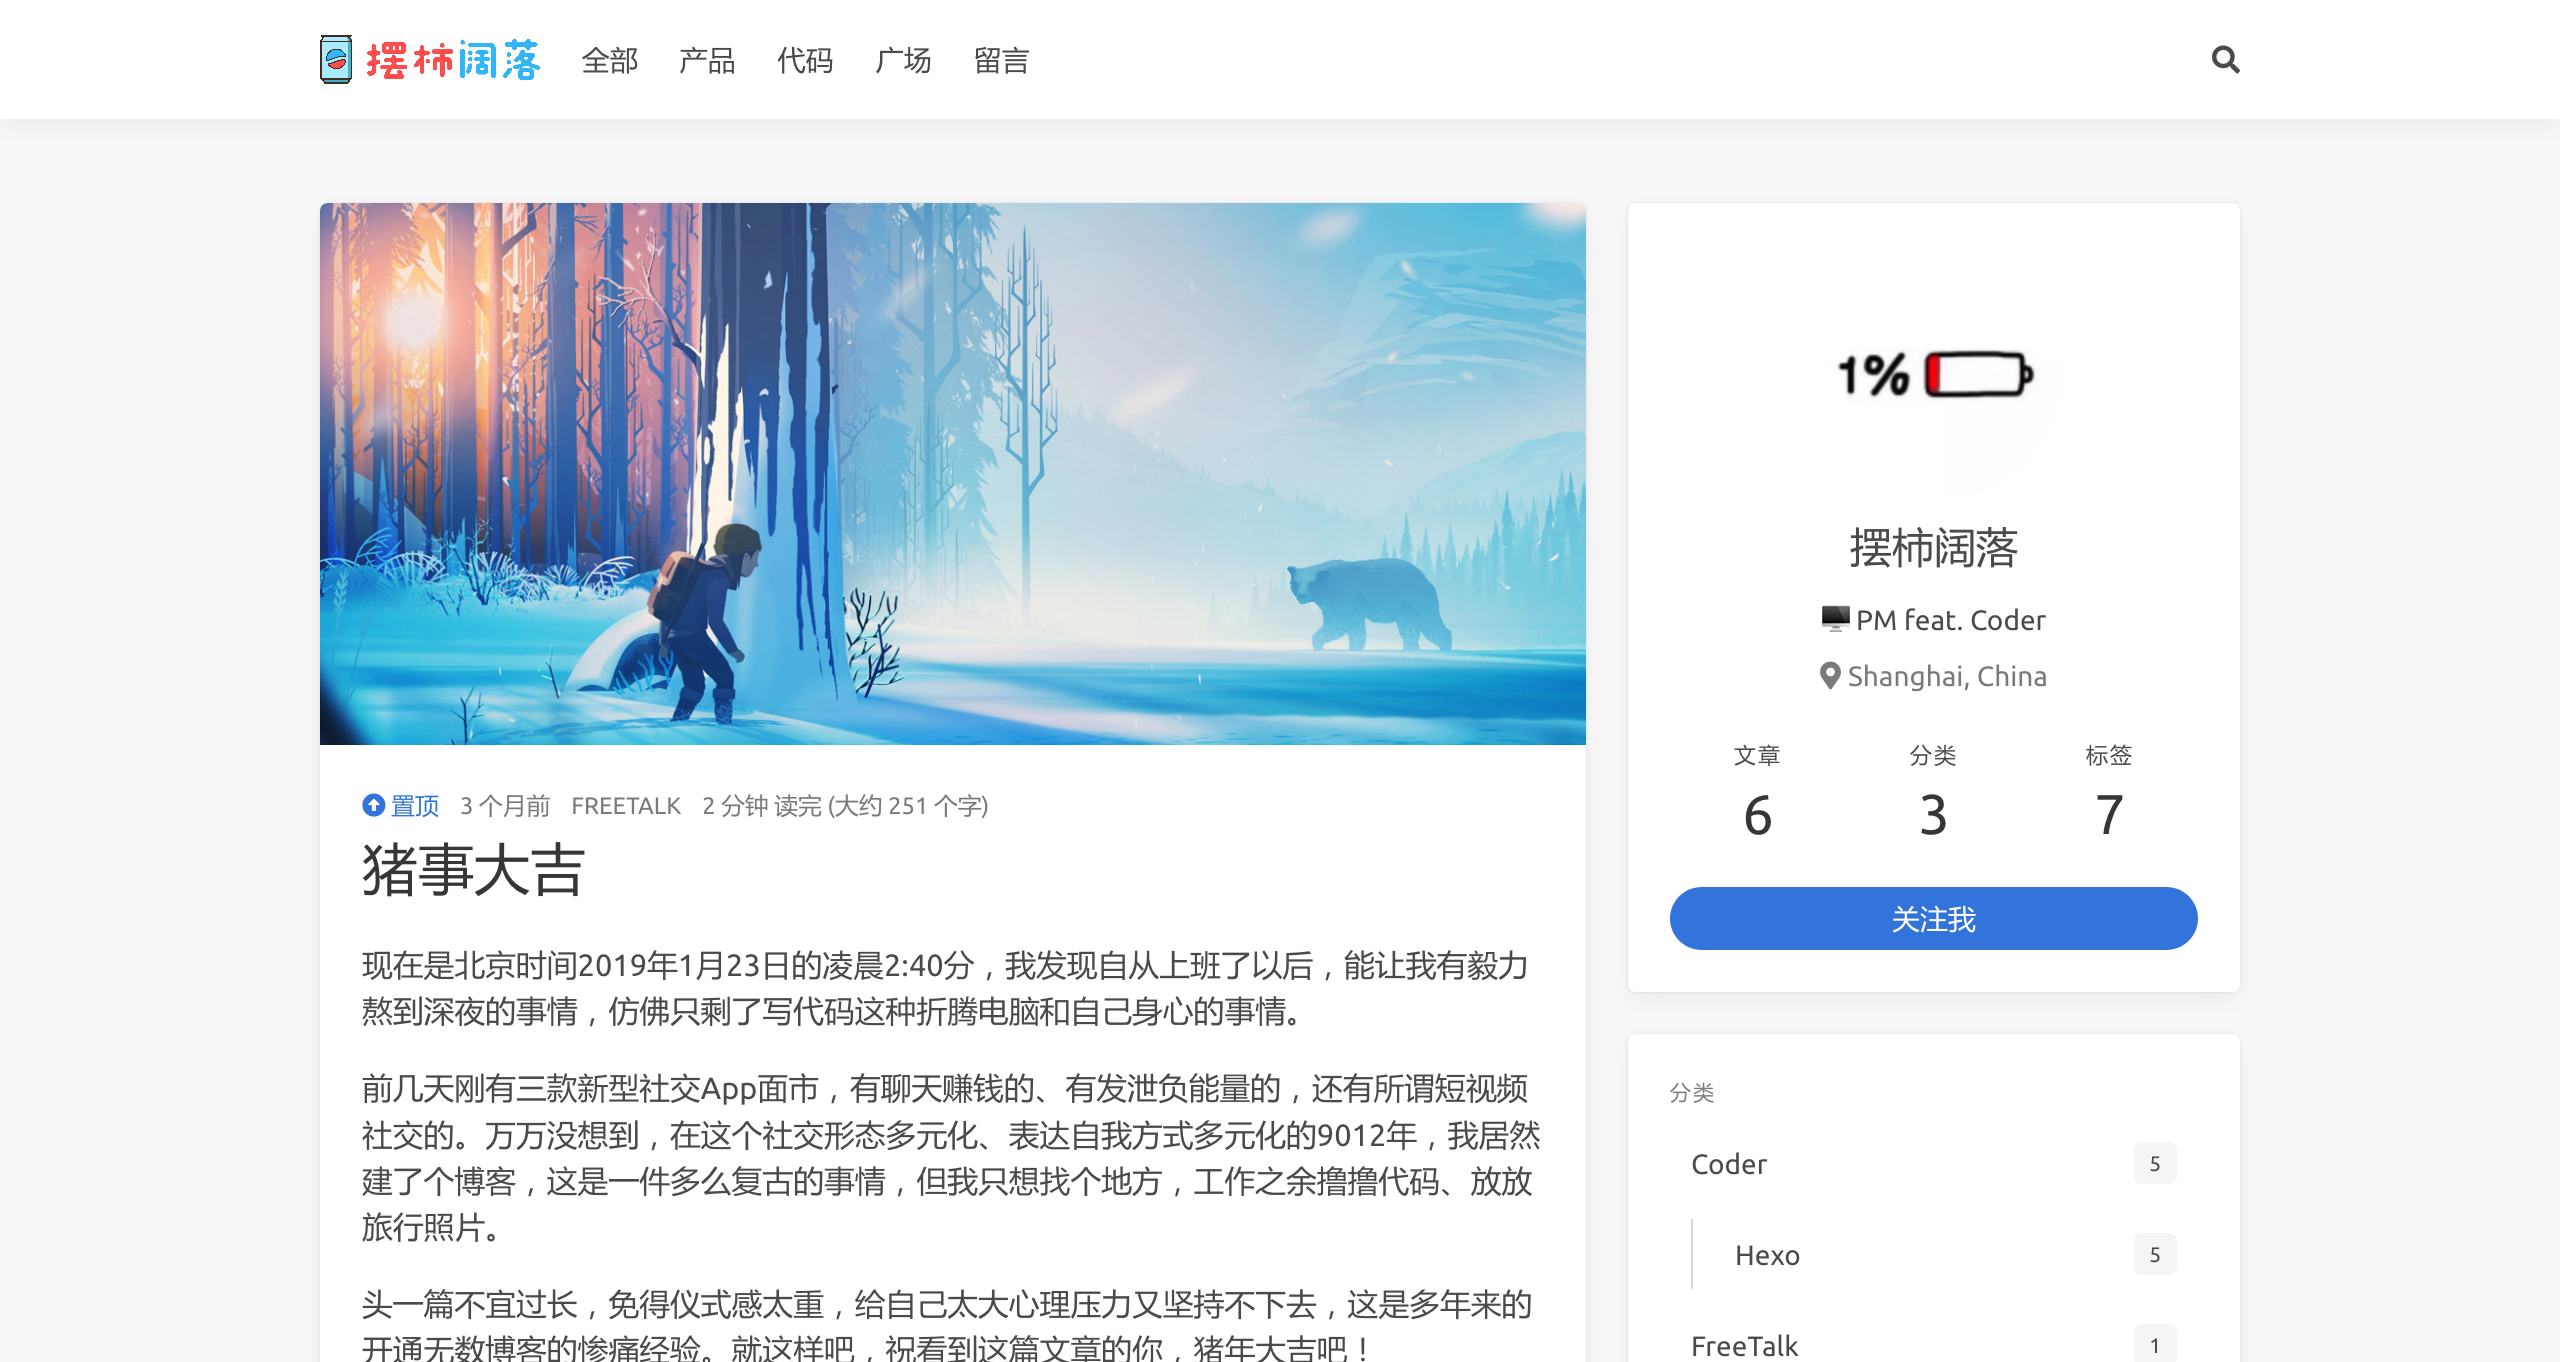 摆柿阔落 全部 产品 代码 广场 留言
置顶 3 个月前 FREETALK 2 分钟 读完 (大约 251 个字)
猪事大吉
现在是北京时间2019年1月23日的凌晨2:40分，我发现自从上班了以后，能让我有毅力
熬到深夜的事情，仿佛只剩了写代码这种折腾电脑和自己身心的事情。
前几天刚有三款新型社交App面市，有聊天赚钱的、有发泄负能量的，还有所谓短视频
社交的。万万没想到，在这个社交形态多元化、表达自我方式多元化的9012年，我居然
建了个博客，这是一件多么复古的事情，但我只想找个地方，工作之余撸撸代码、放放
旅行照片。
头一篇不宜过长，免得仪式感太重，给自己太大心理压力又坚持不下去，这是多年来的
开通无数博客的惨痛经验。就这样吧，祝看到这篇文章的你，猪年大吉吧！
1%
摆柿阔落
PM feat. Coder
Shanghai, China
文章 分类 标签
6 3 7
关注我
分类
Coder 5
Hexo 5
FreeTalk 1